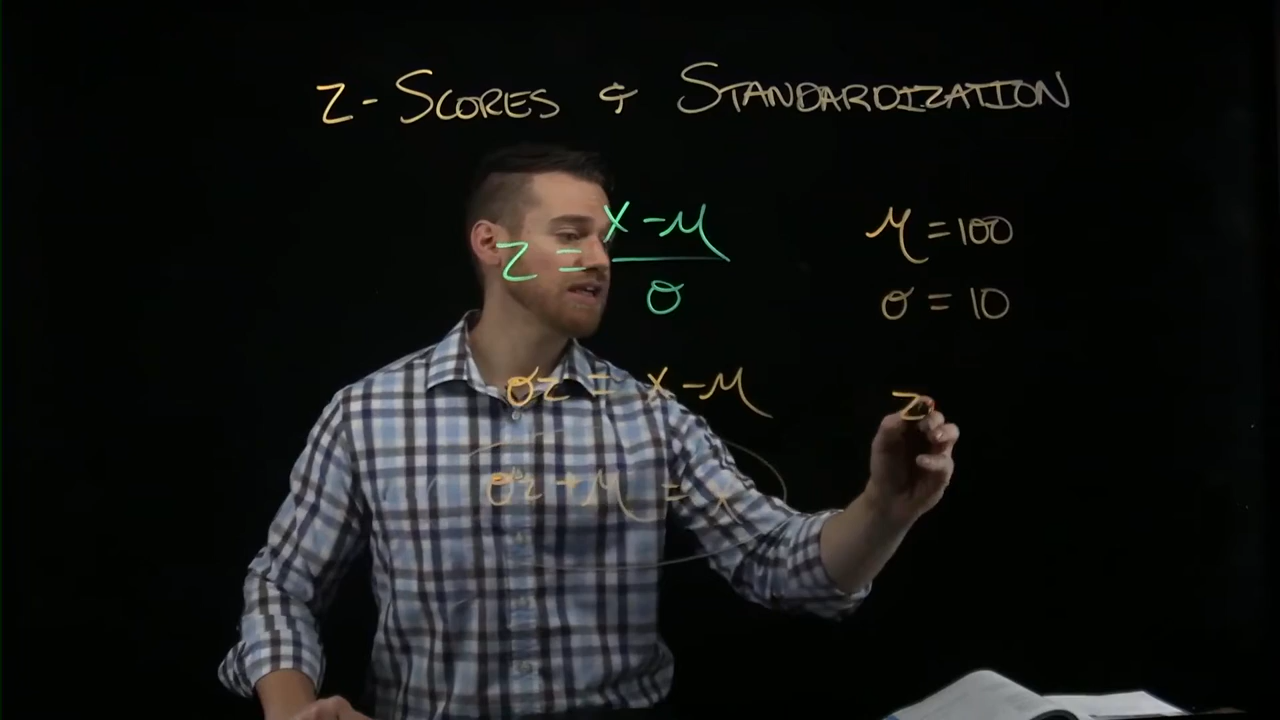 Z-SCORES & STANDARDIZATION
z = (x - μ) / σ
σz = x - μ
σz + μ = x
μ = 100
σ = 10
z